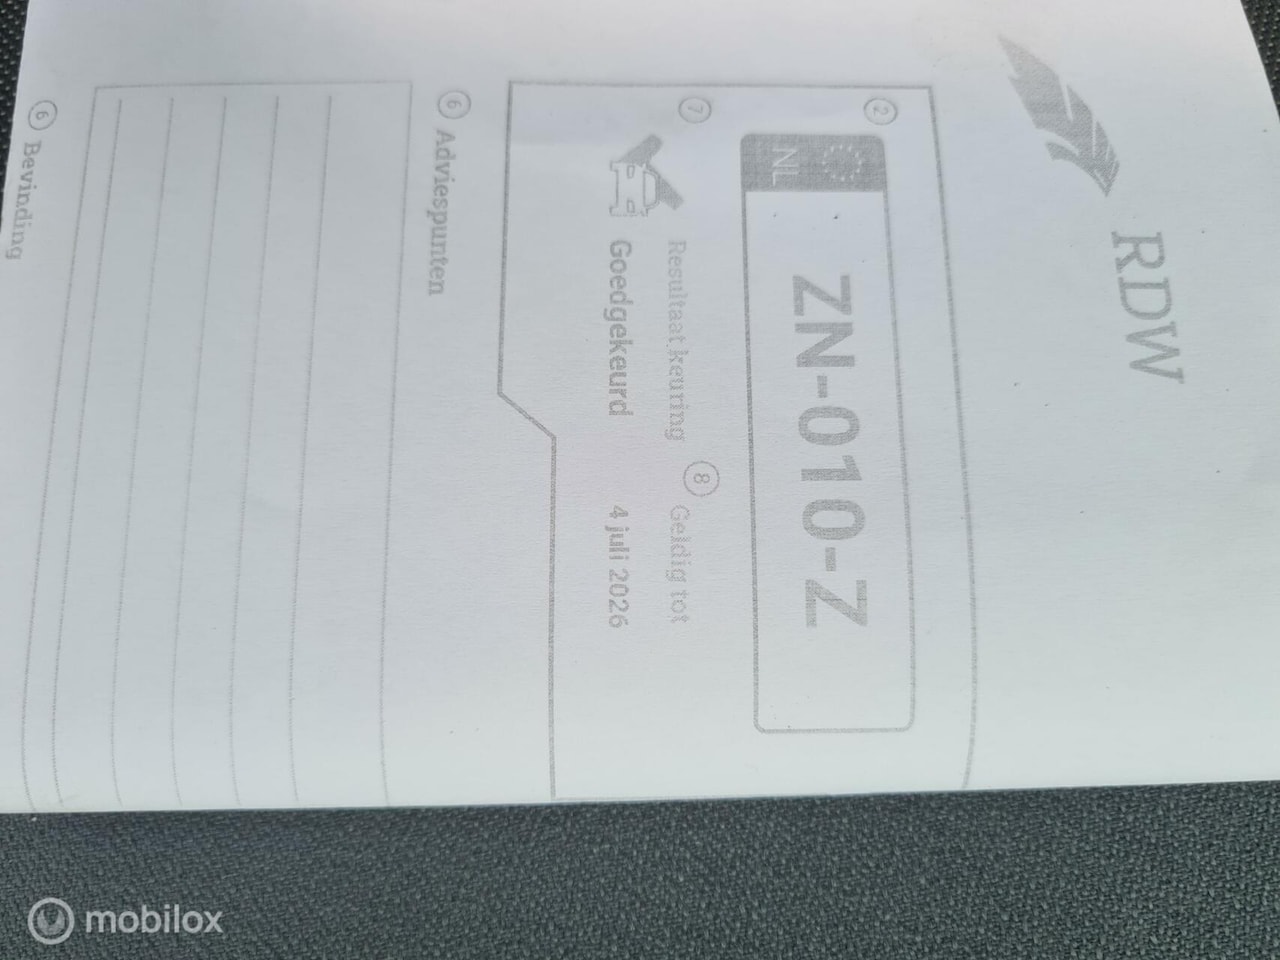 RDW
2
NL
ZN-010-Z
7 Resultaat keuring
Goedgekeurd
8 Geldig tot
4 juli 2026
6 Adviespunten
6 Bevinding
mobilox